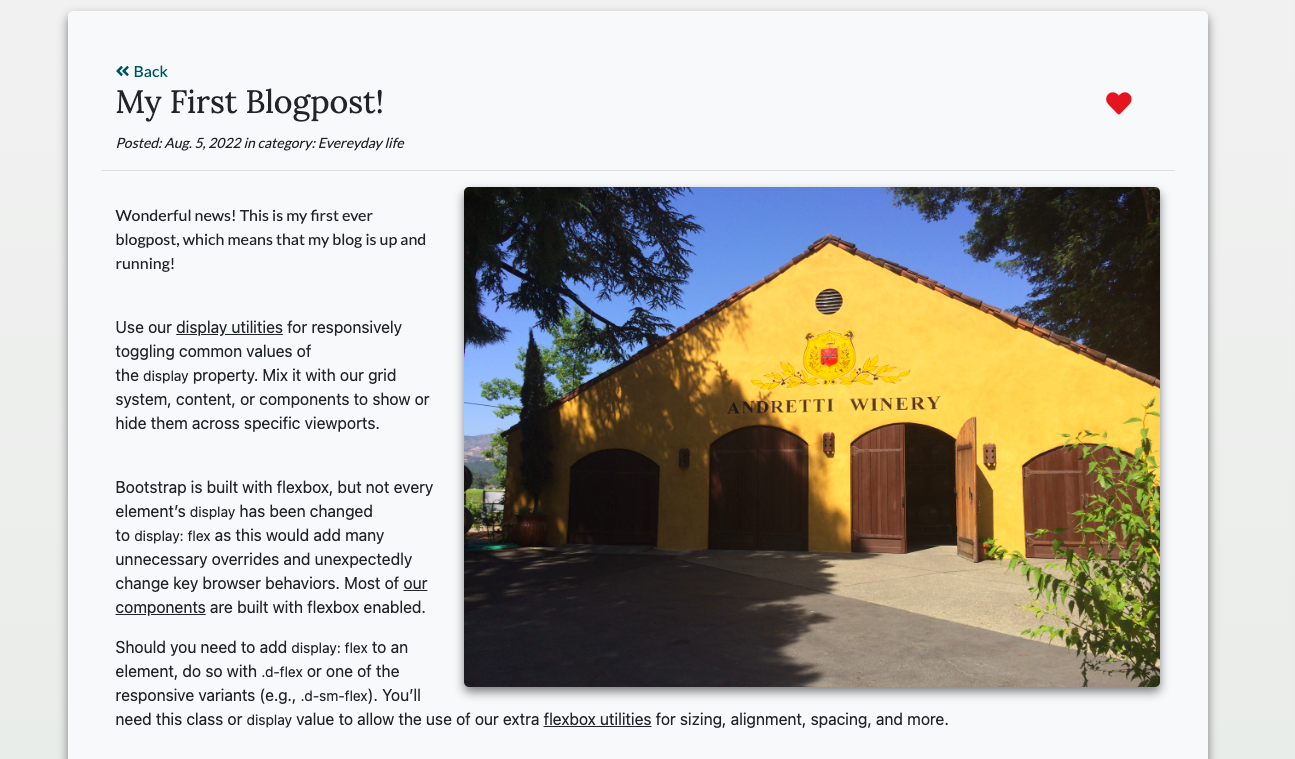 Back
My First Blogpost!
Posted: Aug. 5, 2022 in category: Evereyday life
Wonderful news! This is my first ever
blogpost, which means that my blog is up and
running!
Use our display utilities for responsively
toggling common values of
the display property. Mix it with our grid
system, content, or components to show or
hide them across specific viewports.
Bootstrap is built with flexbox, but not every
element’s display has been changed
to display: flex as this would add many
unnecessary overrides and unexpectedly
change key browser behaviors. Most of our
components are built with flexbox enabled.
Should you need to add display: flex to an
element, do so with .d-flex or one of the
responsive variants (e.g., .d-sm-flex). You’ll
need this class or display value to allow the use of our extra flexbox utilities for sizing, alignment, spacing, and more.
ANDRETTI WINERY